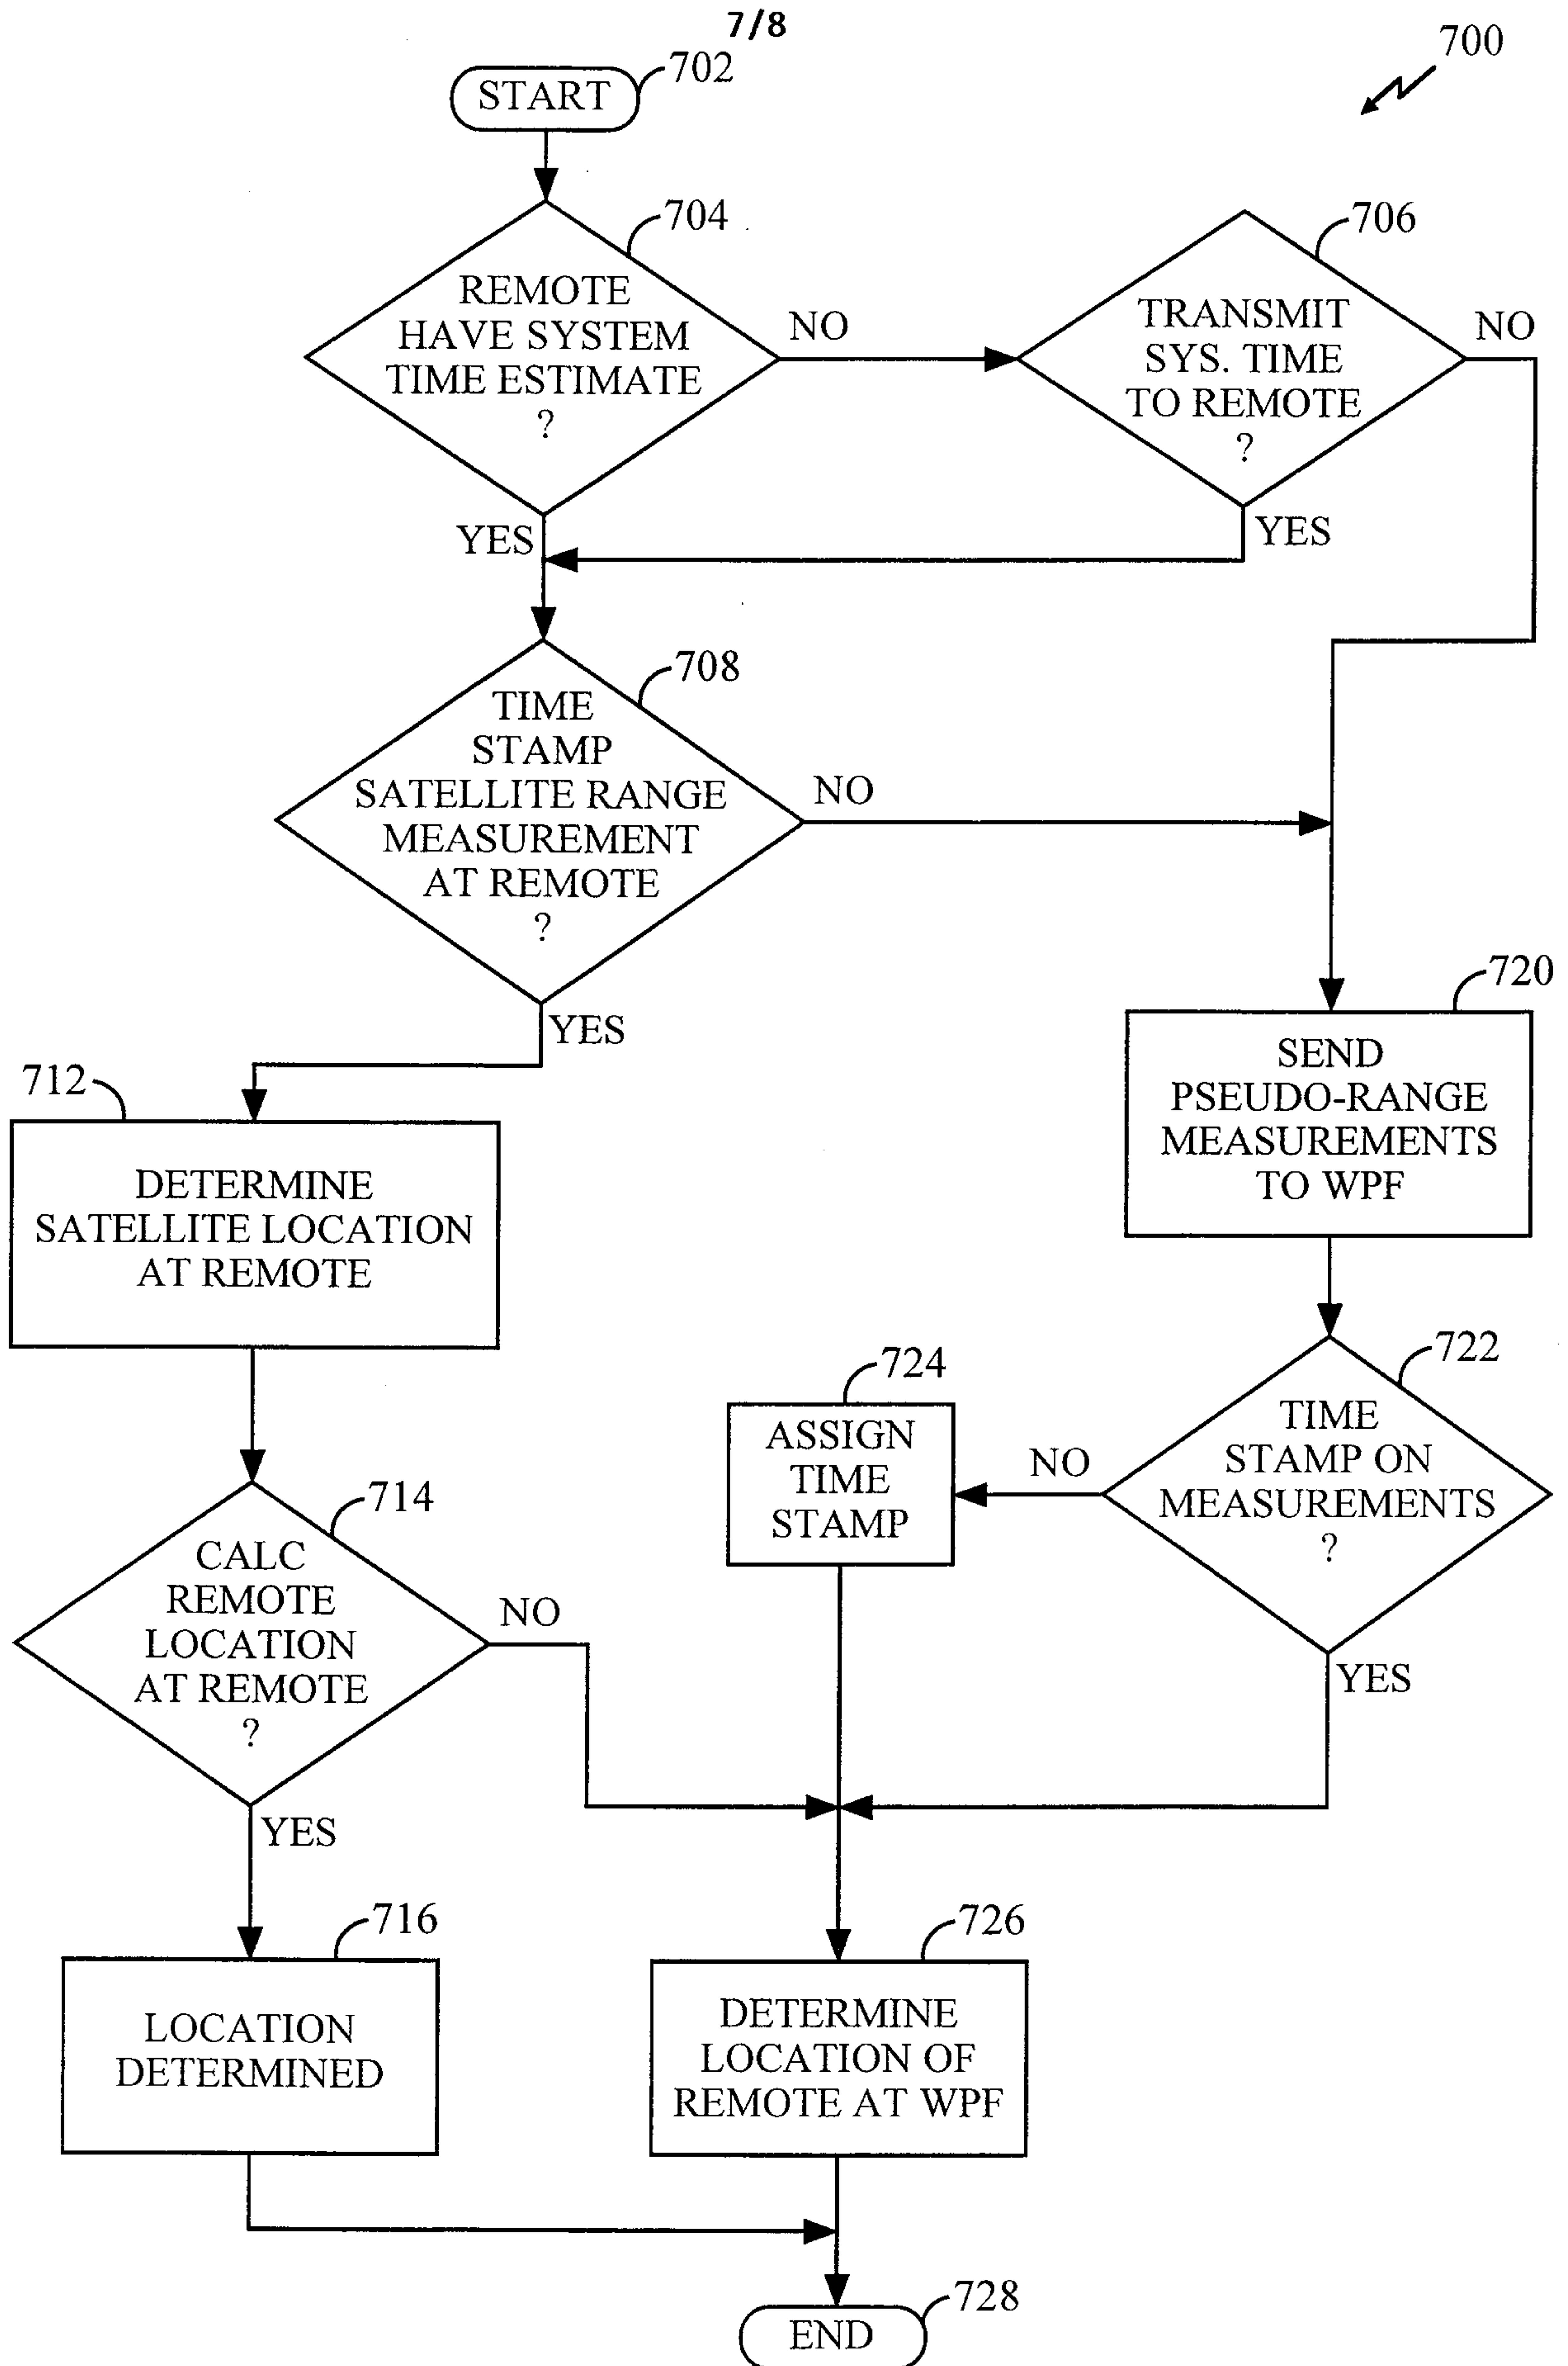 7/8
700
702
START
704
REMOTE
HAVE SYSTEM
TIME ESTIMATE
?
NO
YES
706
TRANSMIT
SYS. TIME
TO REMOTE
?
NO
YES
708
TIME
STAMP
SATELLITE RANGE
MEASUREMENT
AT REMOTE
?
NO
YES
712
DETERMINE
SATELLITE LOCATION
AT REMOTE
720
SEND
PSEUDO-RANGE
MEASUREMENTS
TO WPF
722
TIME
STAMP ON
MEASUREMENTS
?
NO
YES
724
ASSIGN
TIME
STAMP
714
CALC
REMOTE
LOCATION
AT REMOTE
?
NO
YES
716
LOCATION
DETERMINED
726
DETERMINE
LOCATION OF
REMOTE AT WPF
728
END